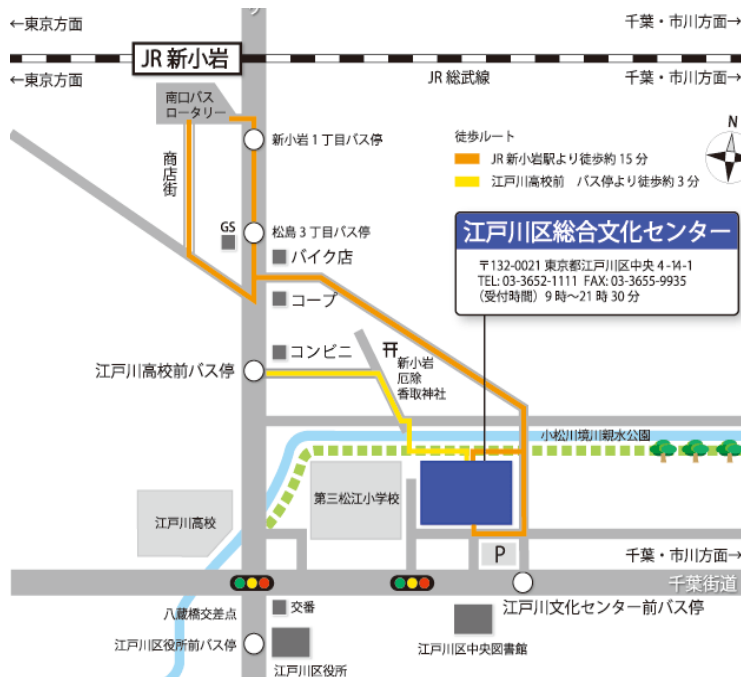 ←東京方面
千葉・市川方面→
JR 新小岩
←東京方面
JR 総武線
千葉・市川方面→
南口バス
ロータリー
商店街
新小岩1丁目バス停
徒歩ルート
JR 新小岩駅より徒歩約 15 分
江戸川高校前 バス停より徒歩約 3 分
N
GS
松島3丁目バス停
バイク店
コープ
江戸川区総合文化センター
〒132-0021 東京都江戸川区中央 4-14-1
TEL: 03-3652-1111 FAX: 03-3655-9935
(受付時間) 9 時～21 時 30 分
コンビニ
江戸川高校前バス停
新小岩
厄除
香取神社
小松川境川親水公園
第三松江小学校
江戸川高校
P
千葉・市川方面→
千葉街道
八蔵橋交差点
交番
江戸川文化センター前バス停
江戸川区役所前バス停
江戸川区役所
江戸川区中央図書館